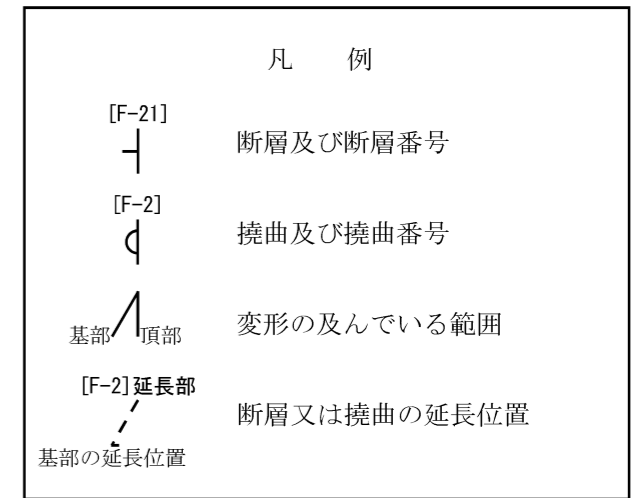 凡 例
[F-21]
断層及び断層番号
[F-2]
撓曲及び撓曲番号
基部 頂部
変形の及んでいる範囲
[F-2]延長部
断層又は撓曲の延長位置
基部の延長位置